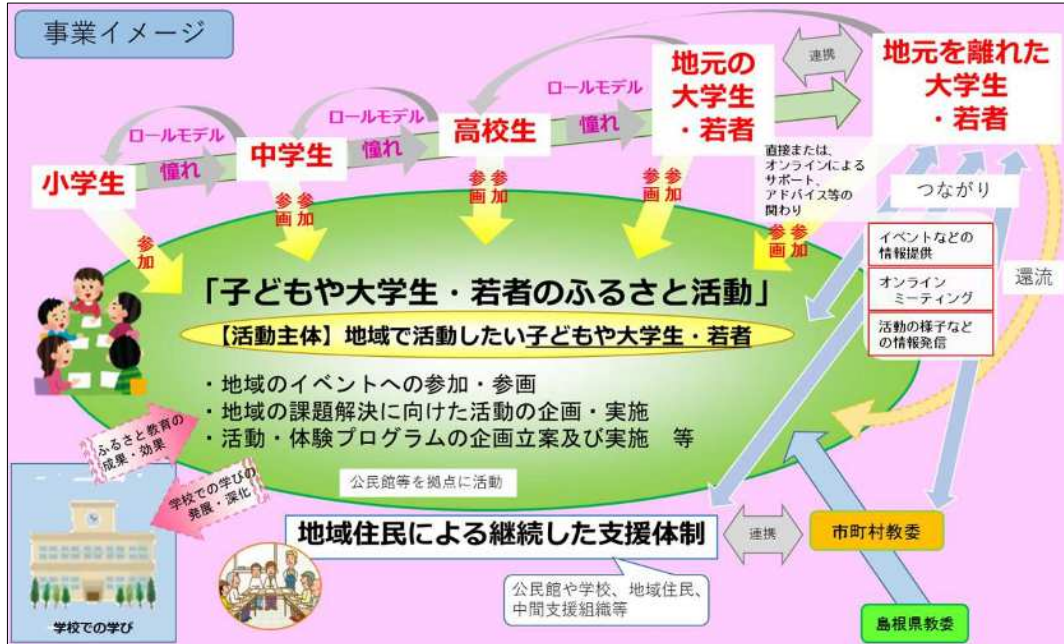 事業イメージ
地元を離れた
大学生
・若者
連携
地元の
大学生
・若者
ロールモデル
憧れ
高校生
ロールモデル
憧れ
中学生
ロールモデル
憧れ
小学生
参加
参画
参加
参画
参加
参画
参加
参画
参加
直接または、
オンラインによる
サポート、
アドバイス等の
関わり
つながり
イベントなどの
情報提供
オンライン
ミーティング
活動の様子など
の情報発信
還流
「子どもや大学生・若者のふるさと活動」
【活動主体】地域で活動したい子どもや大学生・若者
・地域のイベントへの参加・参画
・地域の課題解決に向けた活動の企画・実施
・活動・体験プログラムの企画立案及び実施　等
ふるさと教育の
成果・効果
学校での学びの
発展・深化
公民館等を拠点に活動
地域住民による継続した支援体制
連携
市町村教委
公民館や学校、地域住民、
中間支援組織等
島根県教委
学校での学び